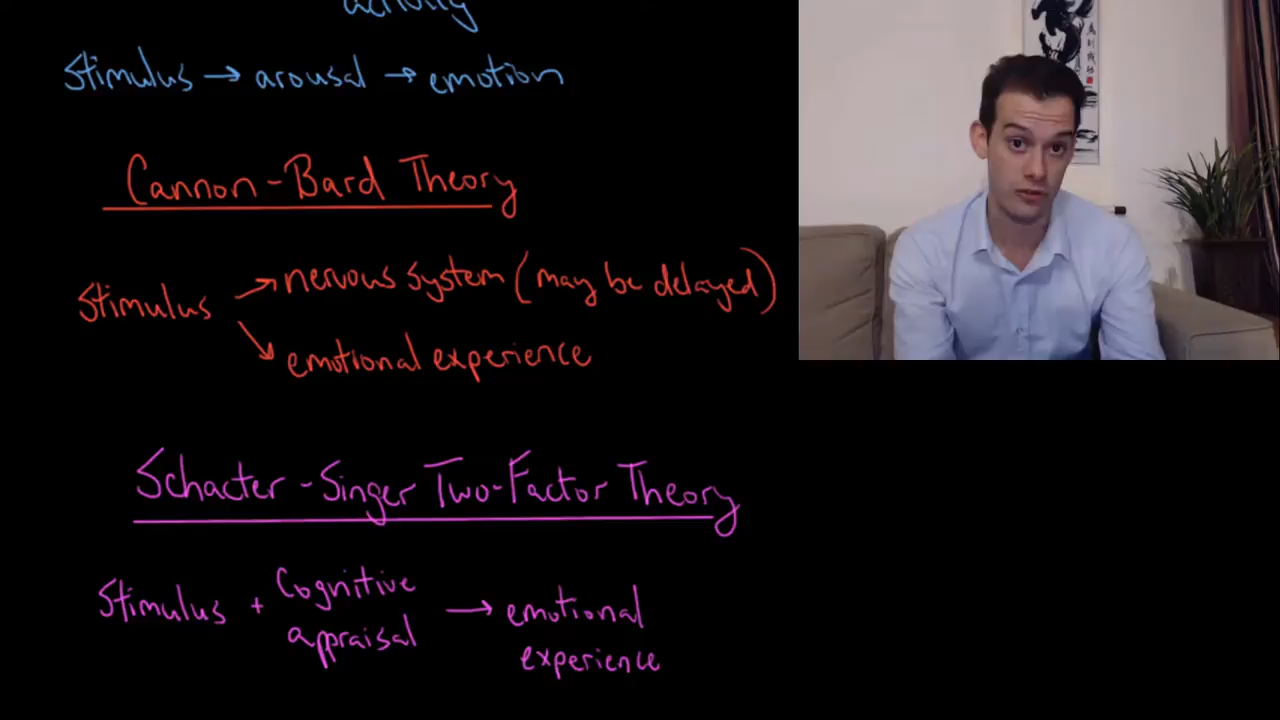 activity
Stimulus → arousal → emotion
Cannon-Bard Theory
Stimulus → nervous system (may be delayed)
↘ emotional experience
Schacter-Singer Two-Factor Theory
Stimulus + Cognitive appraisal → emotional experience